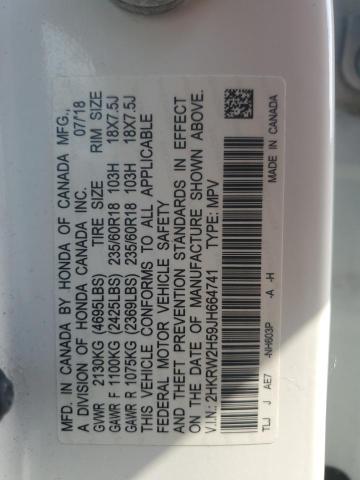 MFD. IN CANADA BY HONDA OF CANADA MFG.,
A DIVISION OF HONDA CANADA INC. 07/18
GVWR 2130KG (4695LBS) TIRE SIZE RIM SIZE
GAWR F 1100KG (2425LBS) 235/60R18 103H 18X7.5J
GAWR R 1075KG (2369LBS) 235/60R18 103H 18X7.5J
THIS VEHICLE CONFORMS TO ALL APPLICABLE
FEDERAL MOTOR VEHICLE SAFETY
AND THEFT PREVENTION STANDARDS IN EFFECT
ON THE DATE OF MANUFACTURE SHOWN ABOVE.
V.I.N: 2HKRW2H59JH664741 TYPE: MPV
MADE IN CANADA
TLJ J AE7 -NH603P -A -H